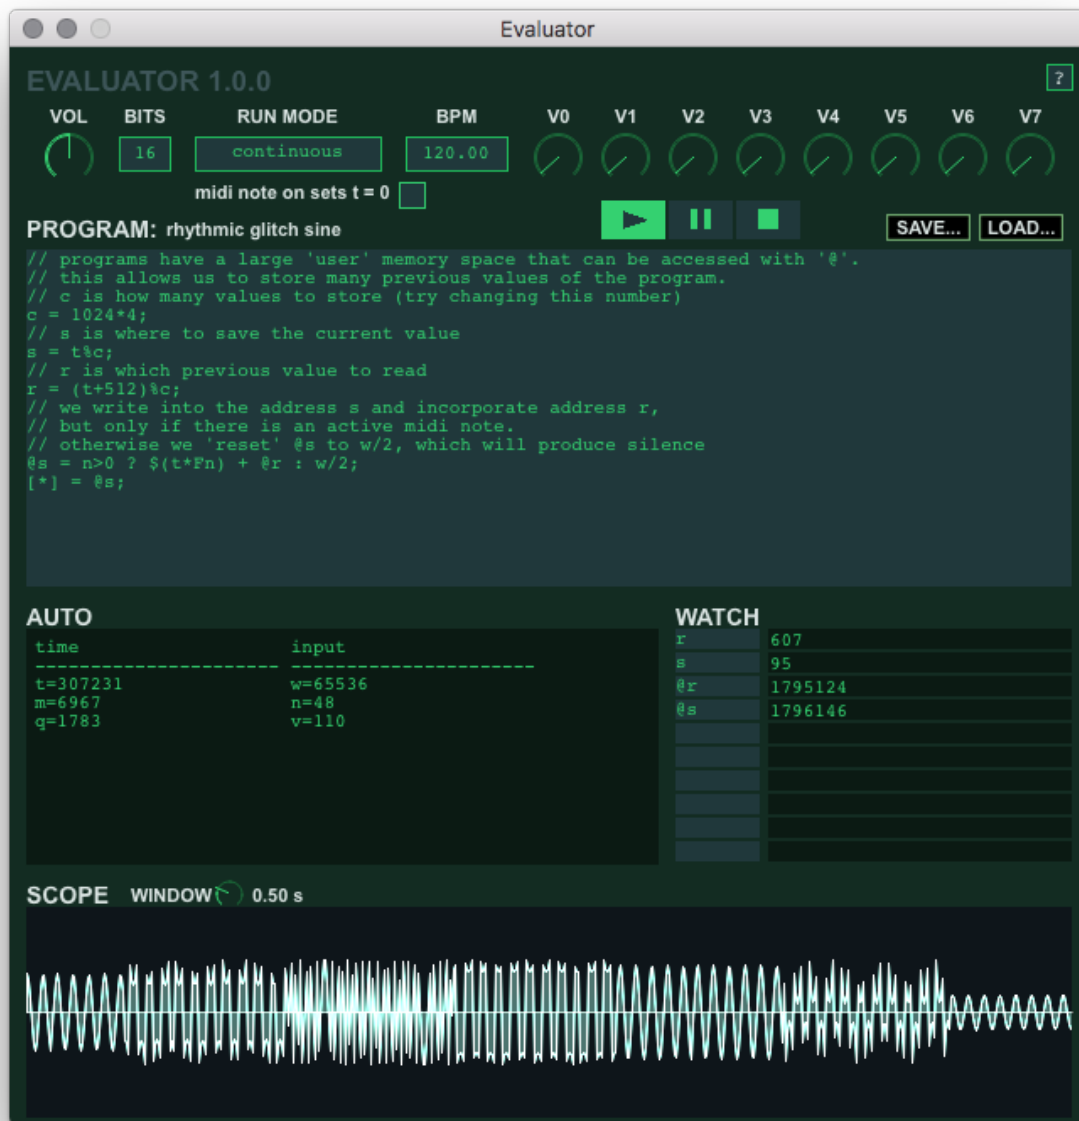 Evaluator
EVALUATOR 1.0.0
?
VOL BITS RUN MODE BPM V0 V1 V2 V3 V4 V5 V6 V7
16 continuous 120.00
midi note on sets t = 0
PROGRAM: rhythmic glitch sine SAVE... LOAD...
// programs have a large 'user' memory space that can be accessed with '@'.
// this allows us to store many previous values of the program.
// c is how many values to store (try changing this number)
c = 1024*4;
// s is where to save the current value
s = t%c;
// r is which previous value to read
r = (t+512)%c;
// we write into the address s and incorporate address r,
// but only if there is an active midi note.
// otherwise we 'reset' @s to w/2, which will produce silence
@s = n>0 ? $(t*Fn) + @r : w/2;
[*] = @s;
AUTO
time input
---------------------- ----------------------
t=307231 w=65536
m=6967 n=48
q=1783 v=110
WATCH
r 607
s 95
@r 1795124
@s 1796146
SCOPE WINDOW 0.50 s